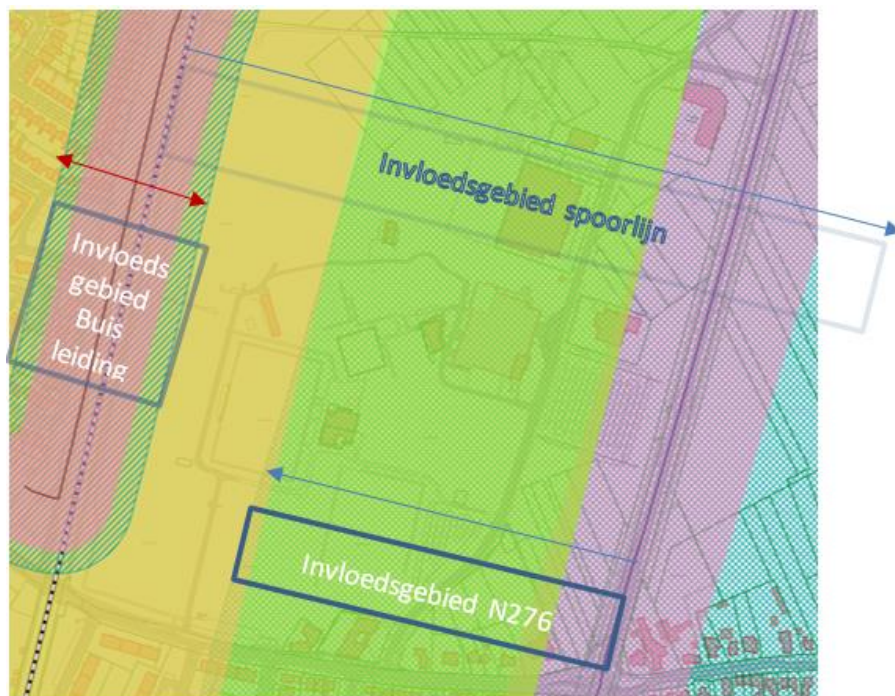 Invloedsgebied spoorlijn
Invloeds
gebied
Buis
leiding
Invloedsgebied N276